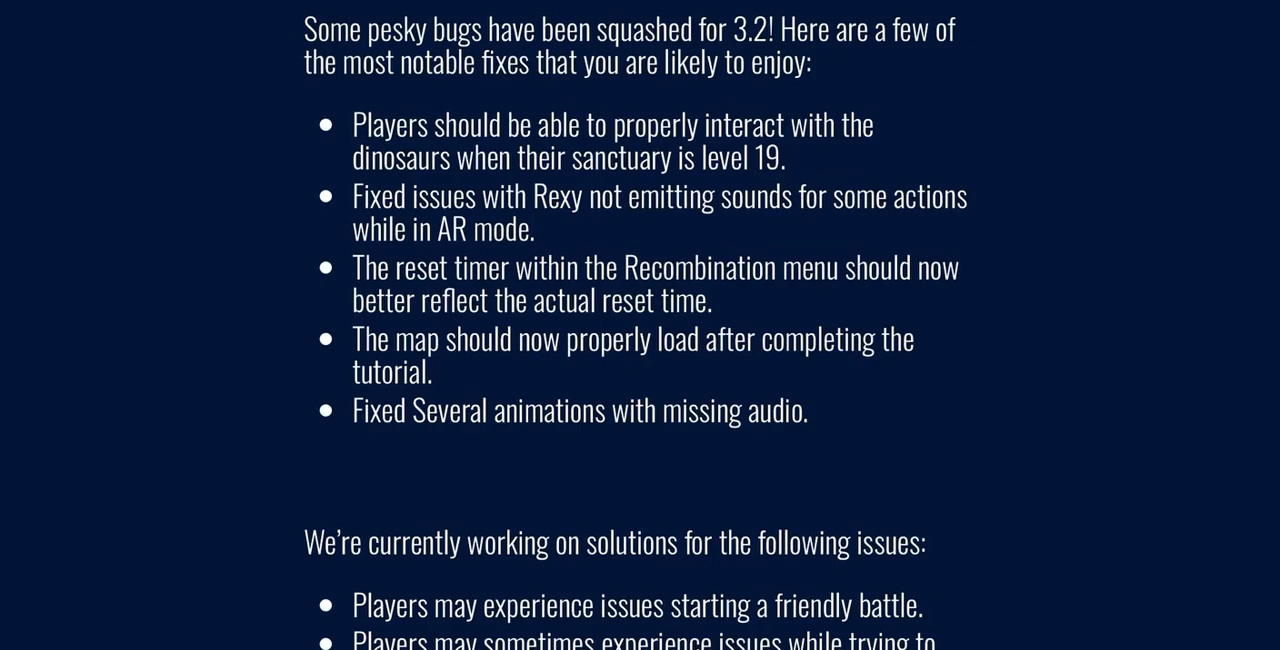 Some pesky bugs have been squashed for 3.2! Here are a few of
the most notable fixes that you are likely to enjoy:
● Players should be able to properly interact with the
dinosaurs when their sanctuary is level 19.
● Fixed issues with Rexy not emitting sounds for some actions
while in AR mode.
● The reset timer within the Recombination menu should now
better reflect the actual reset time.
● The map should now properly load after completing the
tutorial.
● Fixed Several animations with missing audio.
We’re currently working on solutions for the following issues:
● Players may experience issues starting a friendly battle.
● Players may sometimes experience issues while trying to